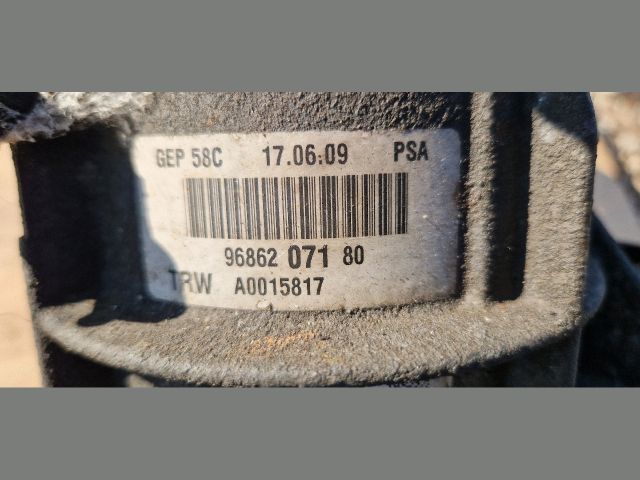 GEP 58C 17.06.09 PSA
96862 071 80
TRW A0015817